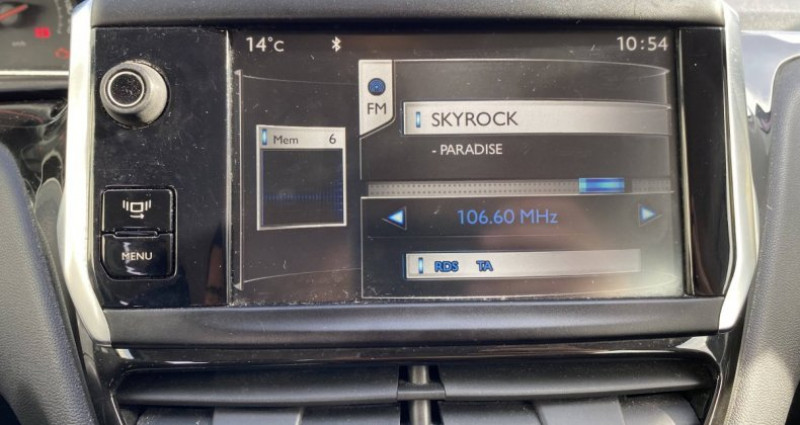 14°C 10:54
FM
SKYROCK
Mem 6
- PARADISE
106.60 MHz
MENU
RDS TA